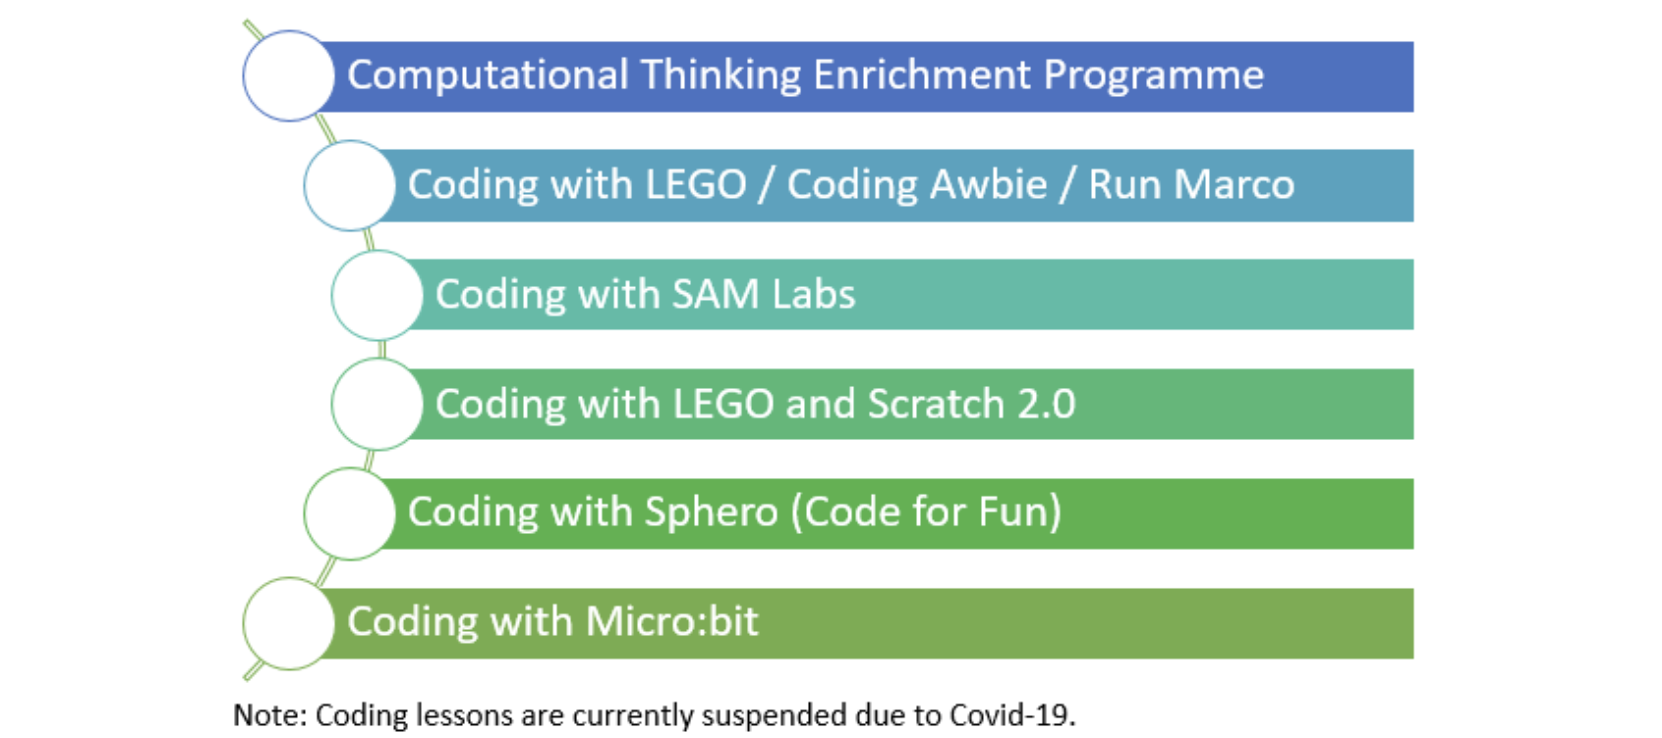 Computational Thinking Enrichment Programme
Coding with LEGO / Coding Awbie / Run Marco
Coding with SAM Labs
Coding with LEGO and Scratch 2.0
Coding with Sphero (Code for Fun)
Coding with Micro:bit
Note: Coding lessons are currently suspended due to Covid-19.